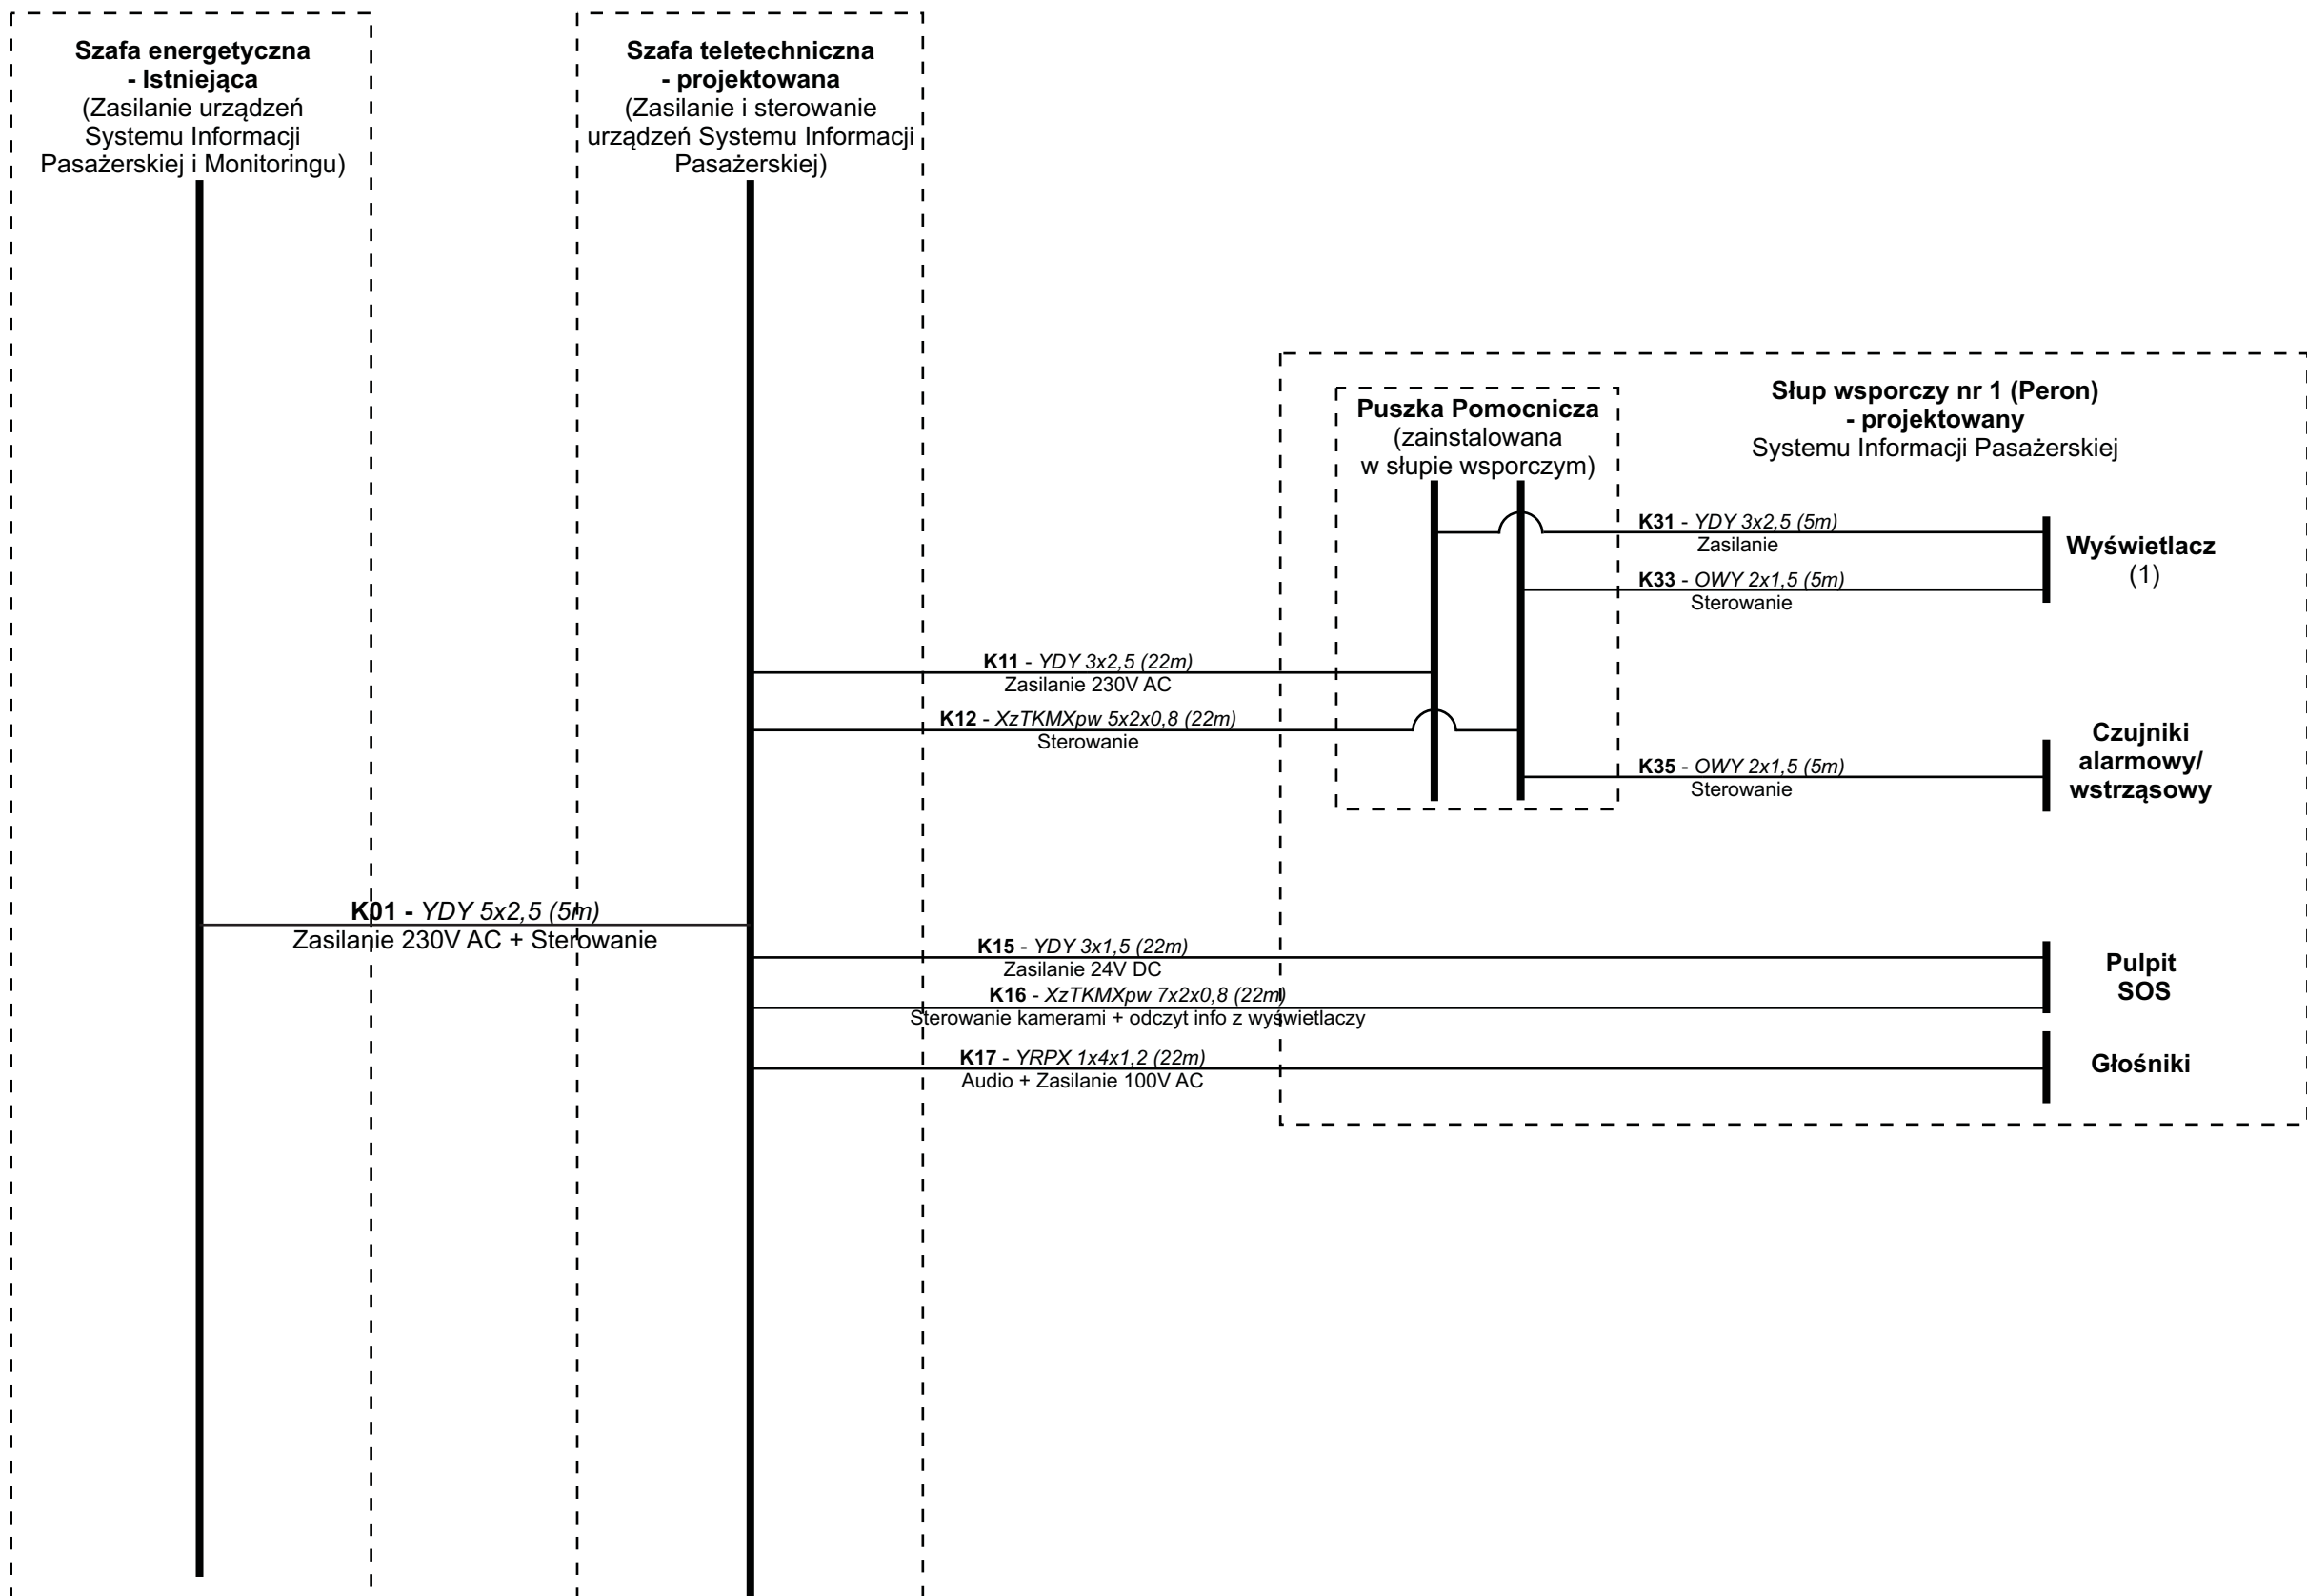 Szafa energetyczna
- Istniejąca
(Zasilanie urządzeń
Systemu Informacji
Pasażerskiej i Monitoringu)
Szafa teletechniczna
- projektowana
(Zasilanie i sterowanie
urządzeń Systemu Informacji
Pasażerskiej)
Puszka Pomocnicza
(zainstalowana
w słupie wsporczym)
Słup wsporczy nr 1 (Peron)
- projektowany
Systemu Informacji Pasażerskiej
K31 - YDY 3x2,5 (5m)
Zasilanie
K33 - OWY 2x1,5 (5m)
Sterowanie
Wyświetlacz
(1)
K11 - YDY 3x2,5 (22m)
Zasilanie 230V AC
K12 - XzTKMXpw 5x2x0,8 (22m)
Sterowanie
K35 - OWY 2x1,5 (5m)
Sterowanie
Czujniki
alarmowy/
wstrząsowy
K01 - YDY 5x2,5 (5m)
Zasilanie 230V AC + Sterowanie
K15 - YDY 3x1,5 (22m)
Zasilanie 24V DC
K16 - XzTKMXpw 7x2x0,8 (22m)
Sterowanie kamerami + odczyt info z wyświetlaczy
Pulpit
SOS
K17 - YRPX 1x4x1,2 (22m)
Audio + Zasilanie 100V AC
Głośniki